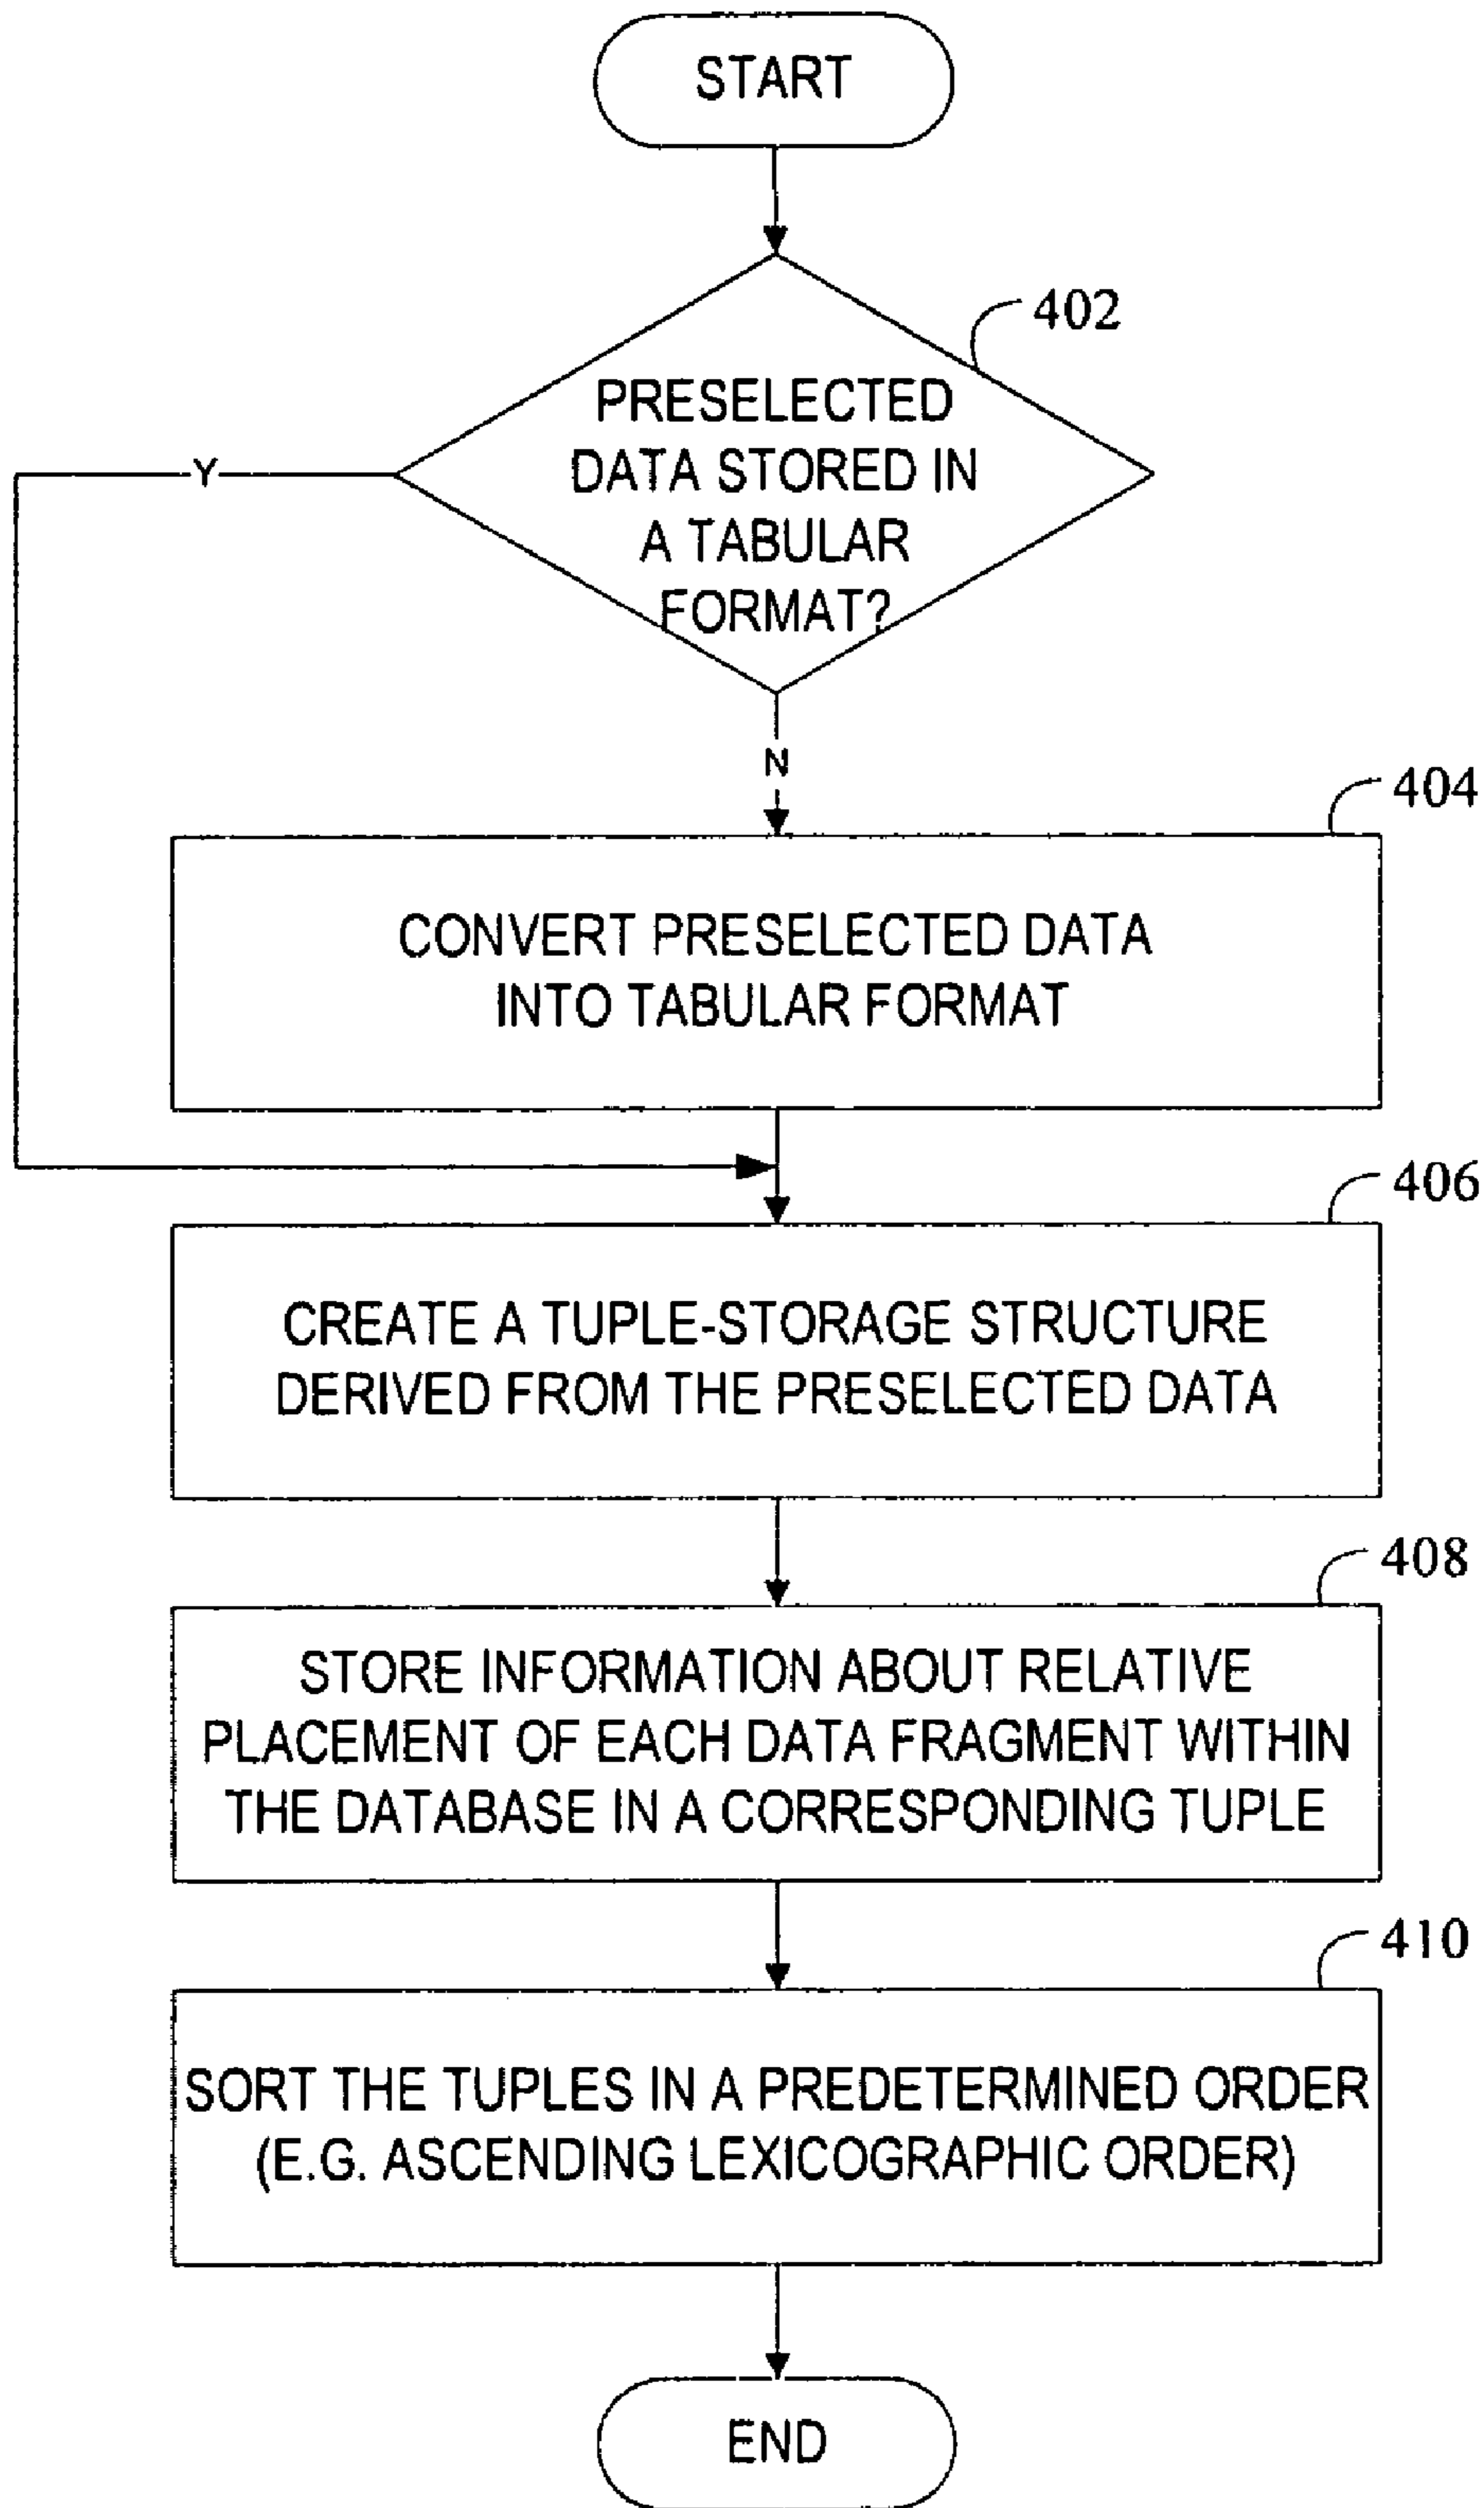 START
402
PRESELECTED
DATA STORED IN
A TABULAR
FORMAT?
Y
N
404
CONVERT PRESELECTED DATA
INTO TABULAR FORMAT
406
CREATE A TUPLE-STORAGE STRUCTURE
DERIVED FROM THE PRESELECTED DATA
408
STORE INFORMATION ABOUT RELATIVE
PLACEMENT OF EACH DATA FRAGMENT WITHIN
THE DATABASE IN A CORRESPONDING TUPLE
410
SORT THE TUPLES IN A PREDETERMINED ORDER
(E.G. ASCENDING LEXICOGRAPHIC ORDER)
END